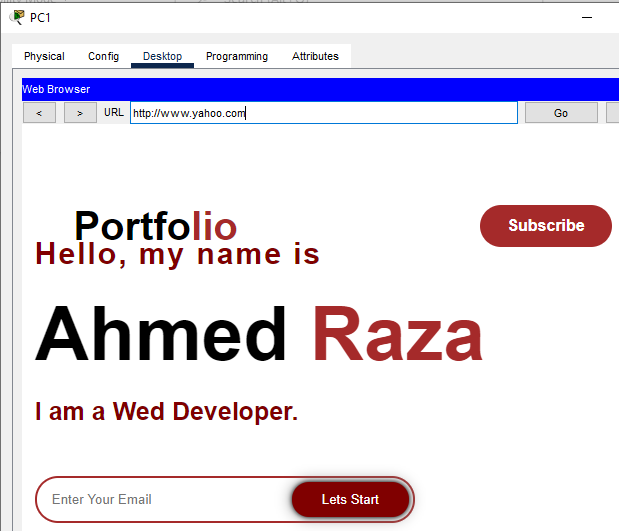 PC1
Physical Config Desktop Programming Attributes
Web Browser
< > URL http://www.yahoo.com Go
Portfolio Subscribe
Hello, my name is
Ahmed Raza
I am a Wed Developer.
Enter Your Email Lets Start